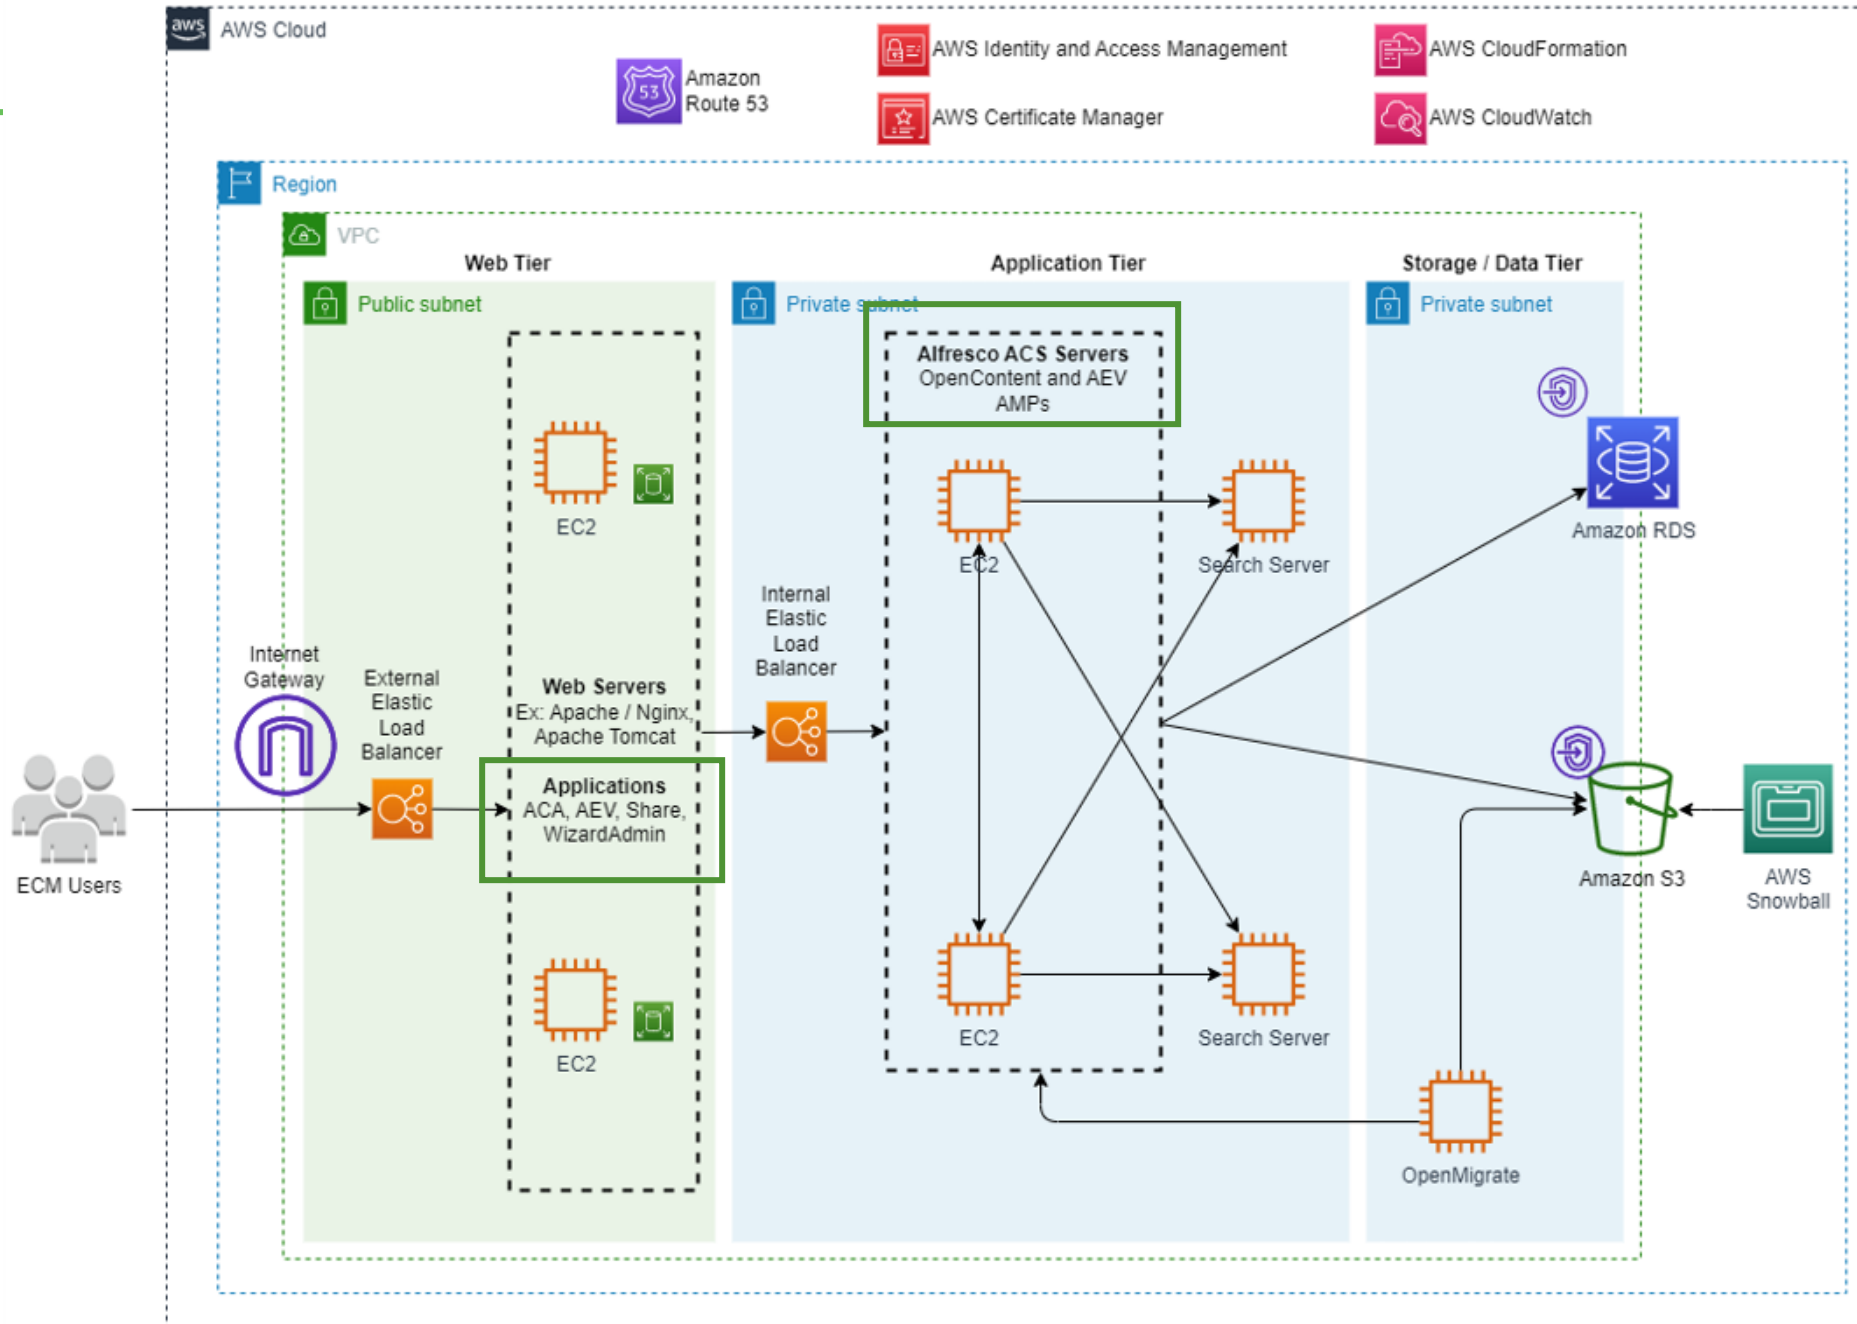 aws
AWS Cloud
Amazon
Route 53
53
AWS Identity and Access Management
AWS Certificate Manager
AWS CloudFormation
AWS CloudWatch
Region
VPC
Web Tier
Application Tier
Storage / Data Tier
Public subnet
Private subnet
Private subnet
Alfresco ACS Servers
OpenContent and AEV
AMPs
EC2
EC2
Search Server
Amazon RDS
Internal
Elastic
Load
Balancer
Internet
Gateway
External
Elastic
Load
Balancer
Web Servers
Ex: Apache / Nginx,
Apache Tomcat
Applications
ACA, AEV, Share,
WizardAdmin
ECM Users
Amazon S3
AWS
Snowball
EC2
EC2
Search Server
OpenMigrate